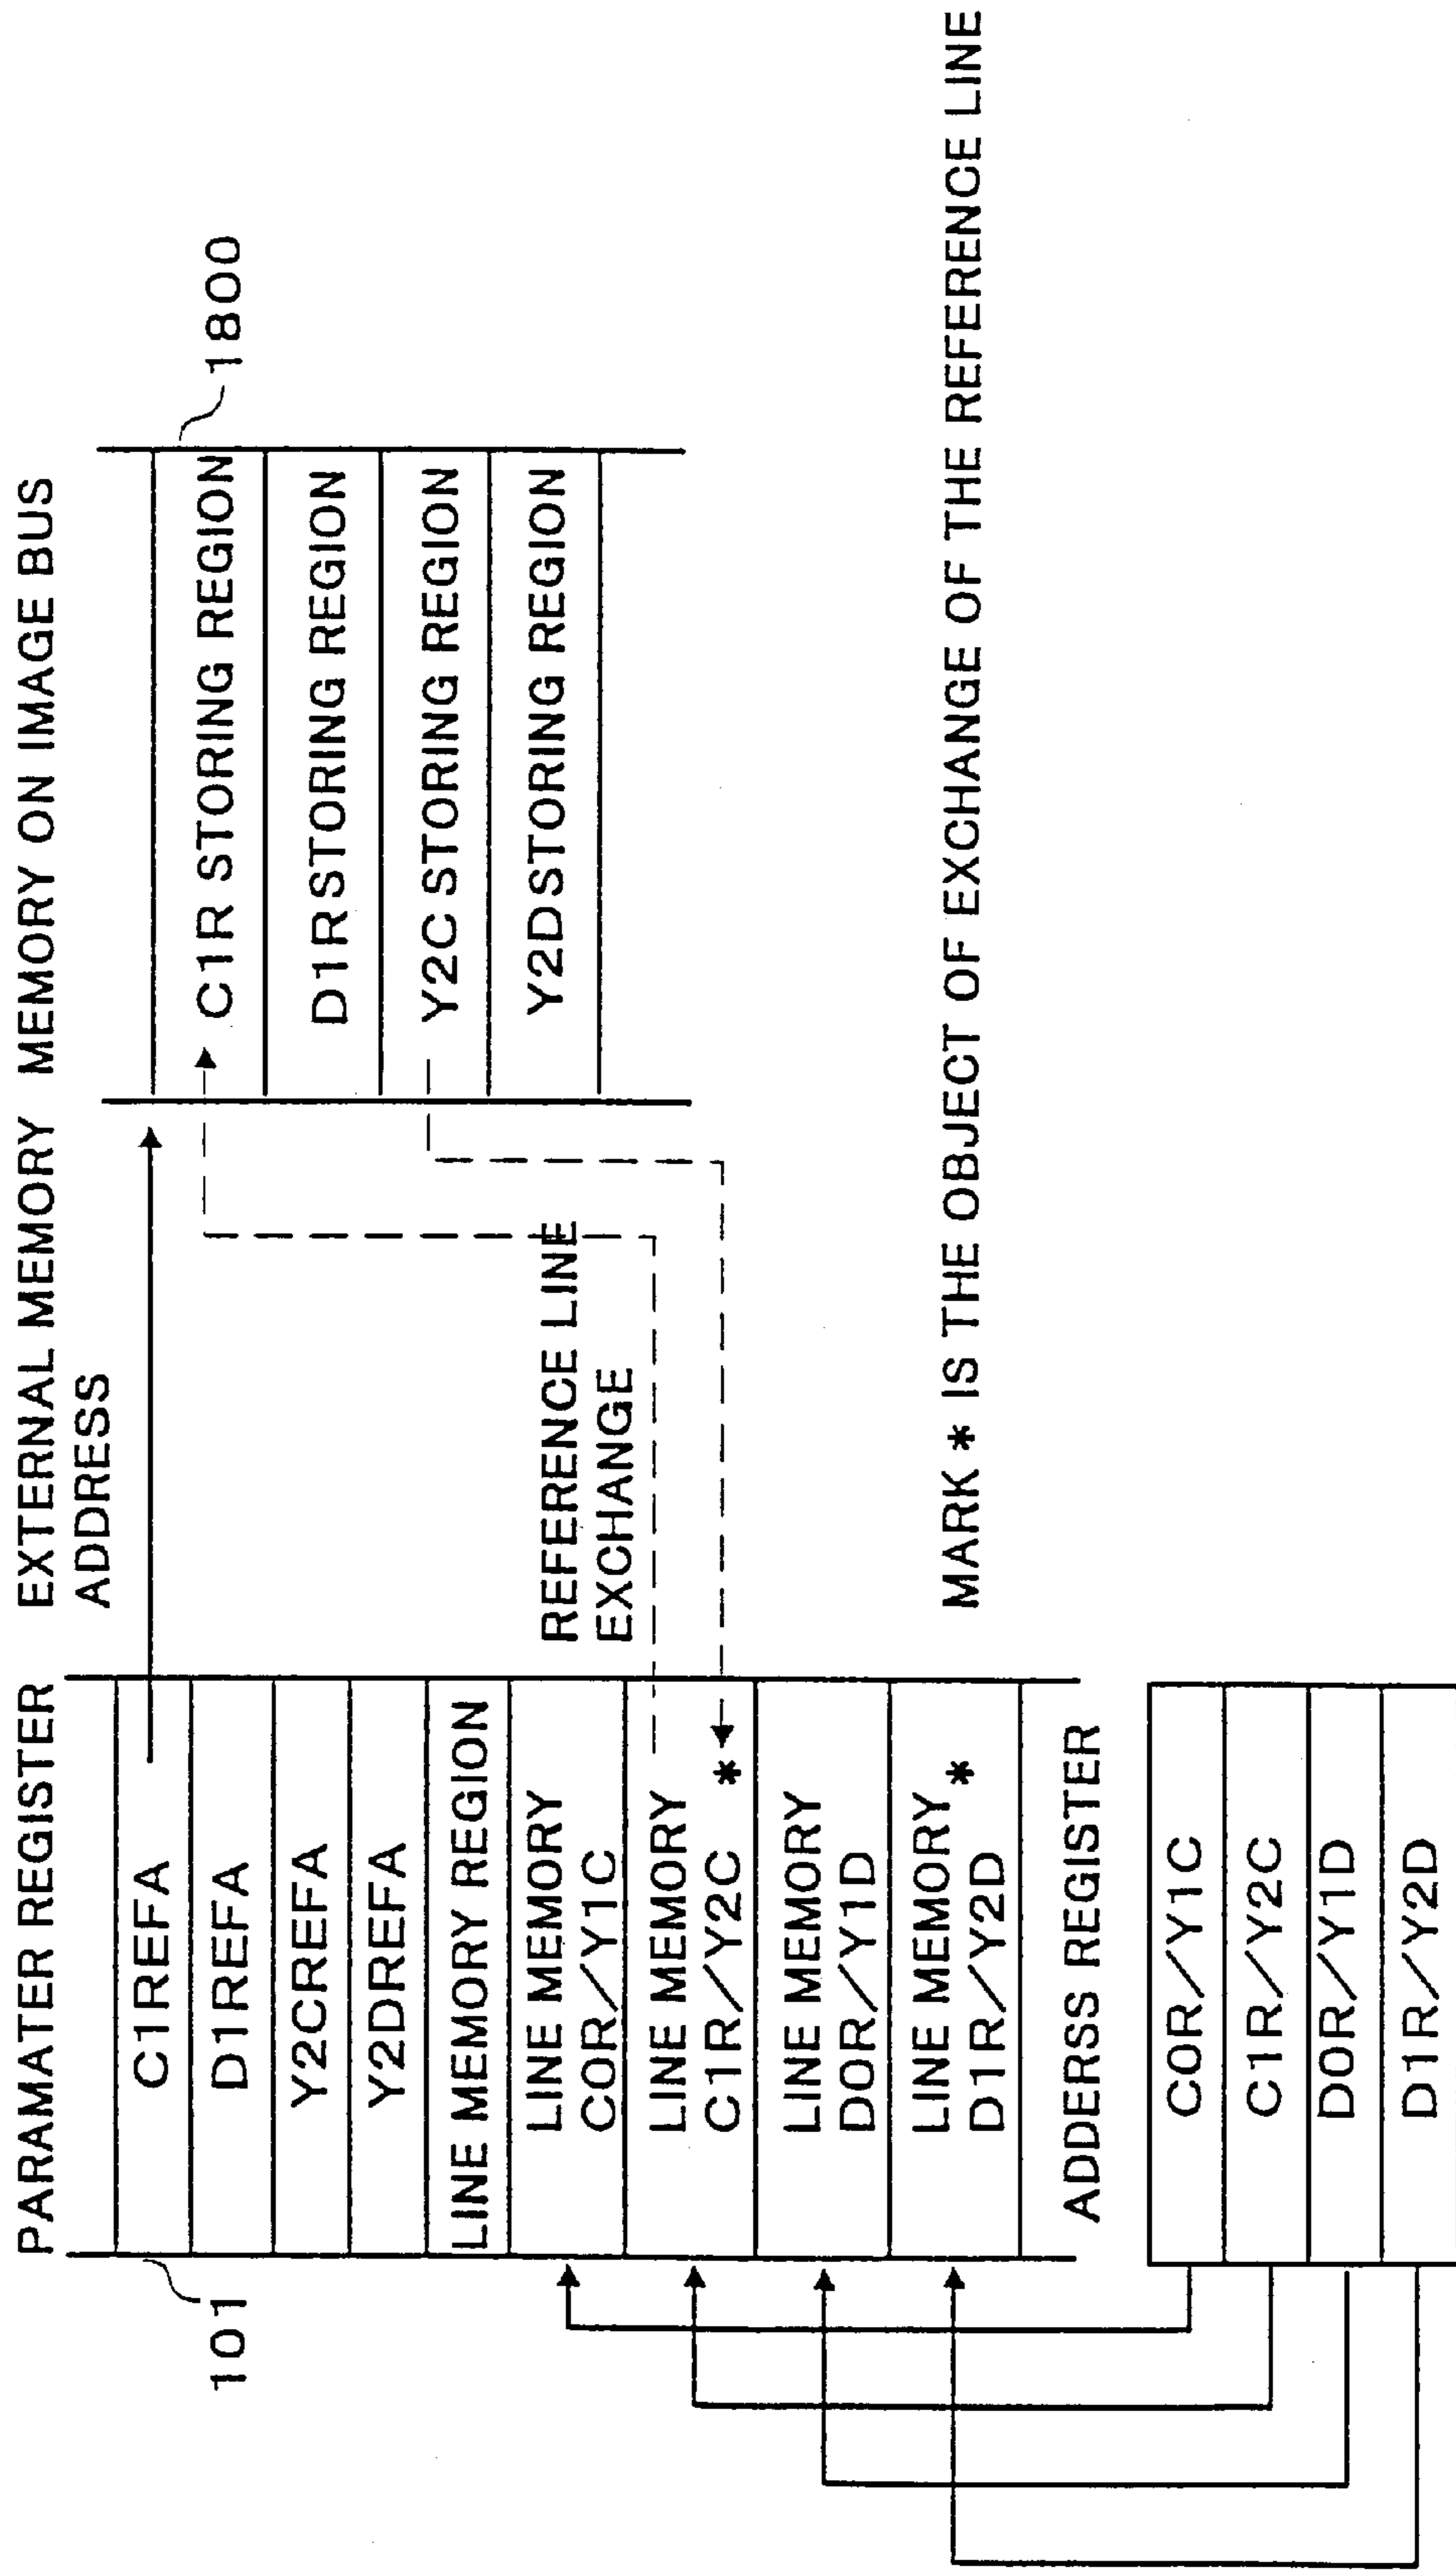 PARAMATER REGISTER
EXTERNAL MEMORY
ADDRESS
MEMORY ON IMAGE BUS
101
C1REFA
D1REFA
Y2CREFA
Y2DREFA
LINE MEMORY REGION
LINE MEMORY
C0R/Y1C
LINE MEMORY
C1R/Y2C *
LINE MEMORY
D0R/Y1D
LINE MEMORY *
D1R/Y2D
REFERENCE LINE
EXCHANGE
1800
C1R STORING REGION
D1R STORING REGION
Y2C STORING REGION
Y2D STORING REGION
MARK * IS THE OBJECT OF EXCHANGE OF THE REFERENCE LINE
ADDERSS REGISTER
C0R/Y1C
C1R/Y2C
D0R/Y1D
D1R/Y2D